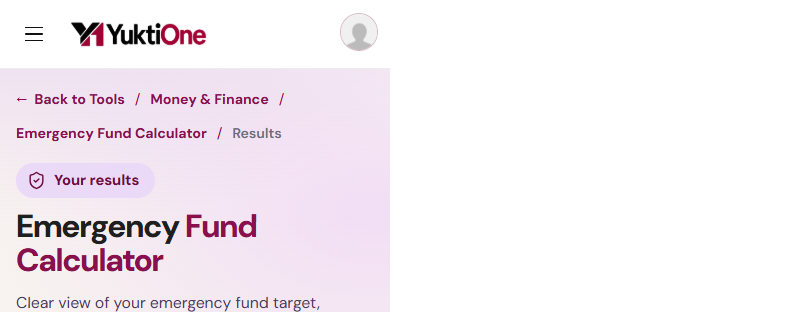 YuktiOne
← Back to Tools / Money & Finance /
Emergency Fund Calculator / Results
Your results
Emergency Fund
Calculator
Clear view of your emergency fund target,